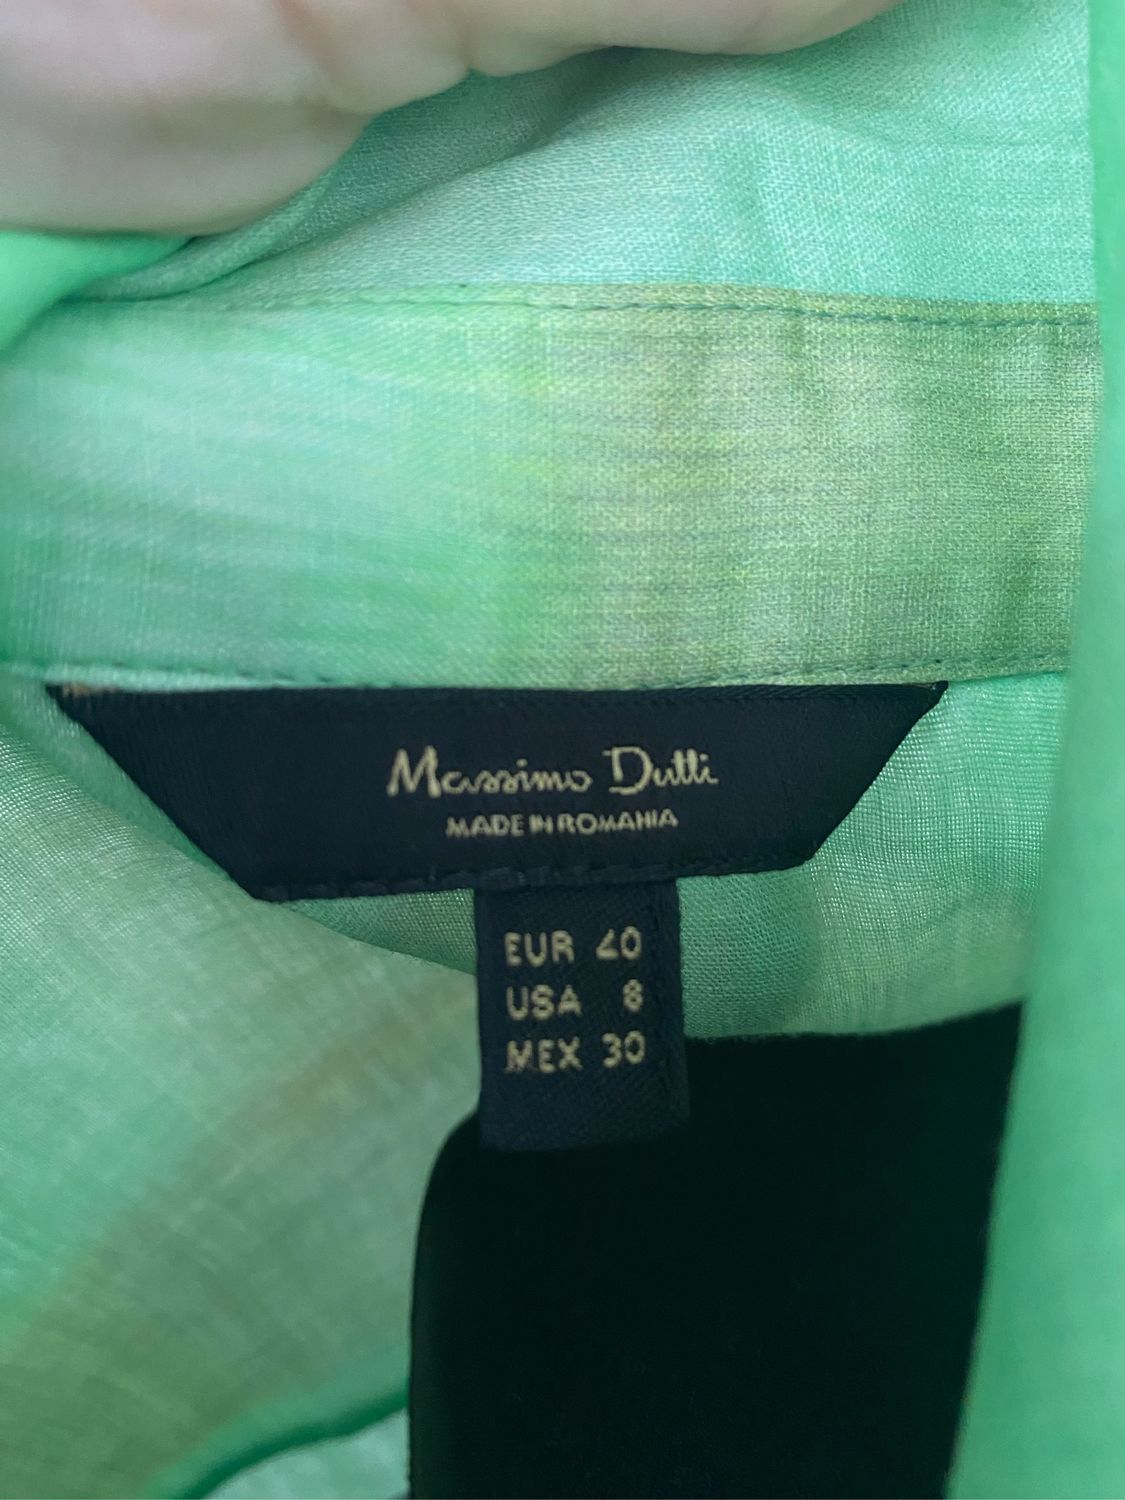 Massimo Dutti
MADE IN ROMANIA
EUR 40
USA 8
MEX 30